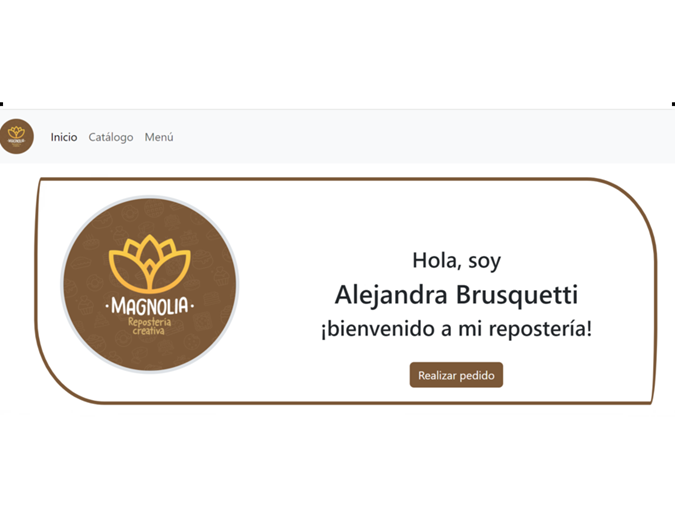 Inicio Catálogo Menú
·MAGNOLIA·
Repostería
creativa
Hola, soy
Alejandra Brusquetti
¡bienvenido a mi repostería!
Realizar pedido